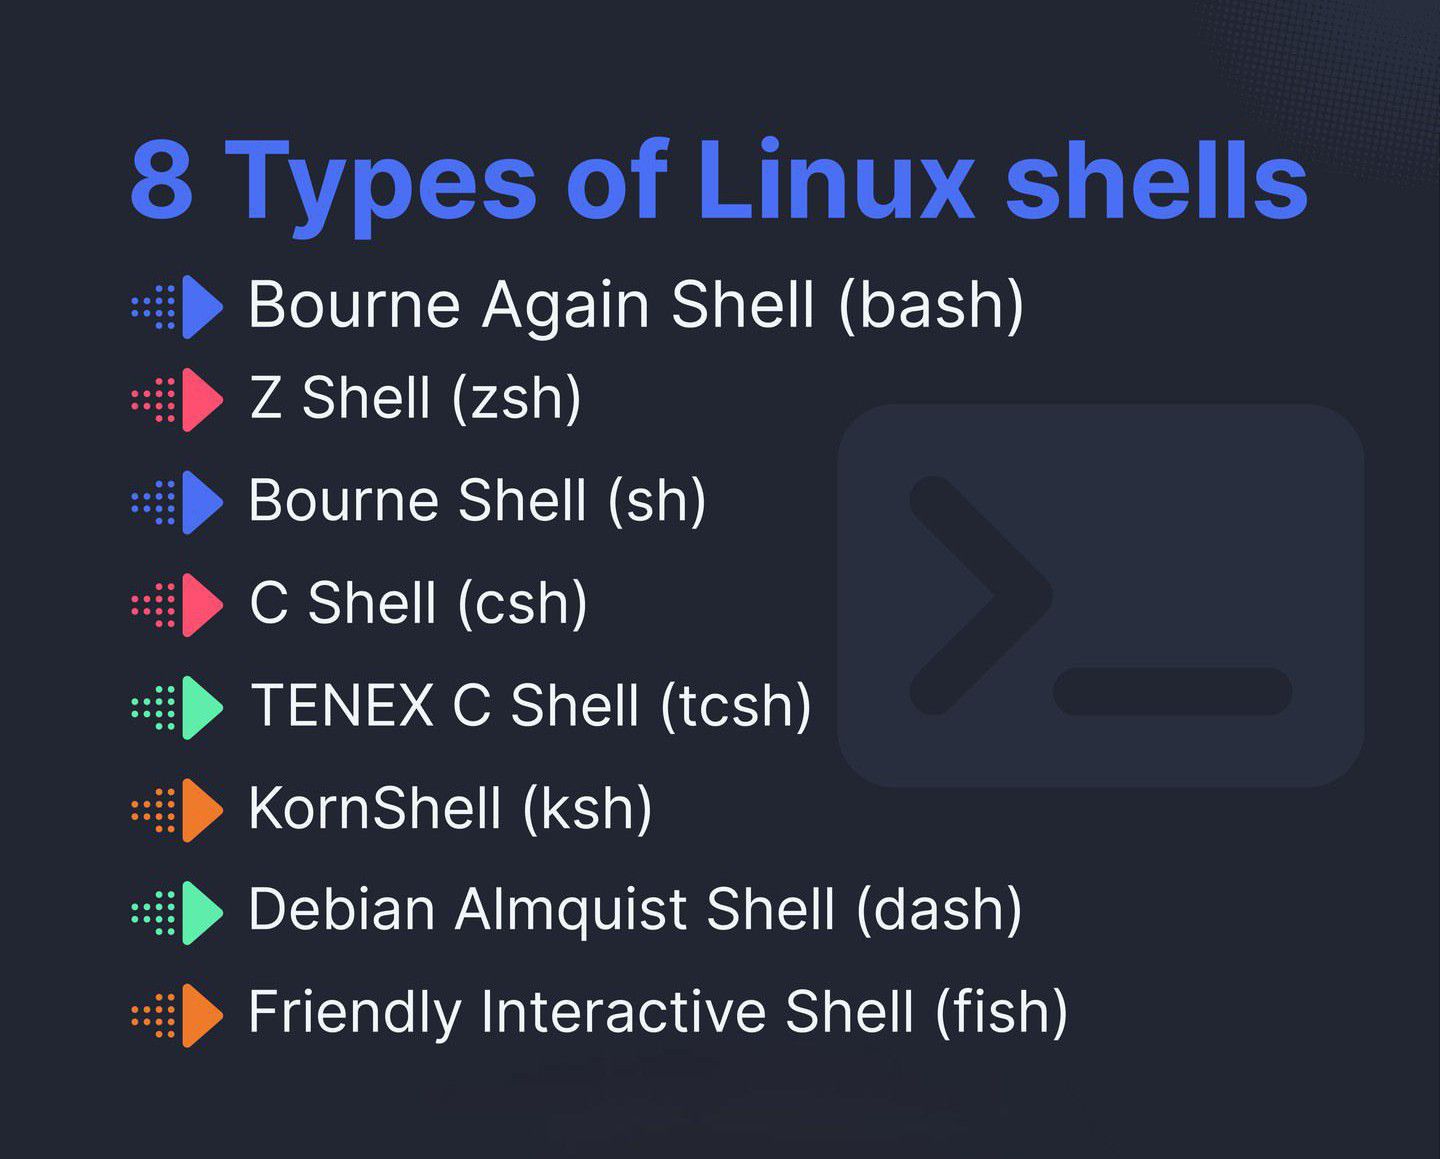 8 Types of Linux shells
Bourne Again Shell (bash)
Z Shell (zsh)
Bourne Shell (sh)
C Shell (csh)
TENEX C Shell (tcsh)
KornShell (ksh)
Debian Almquist Shell (dash)
Friendly Interactive Shell (fish)